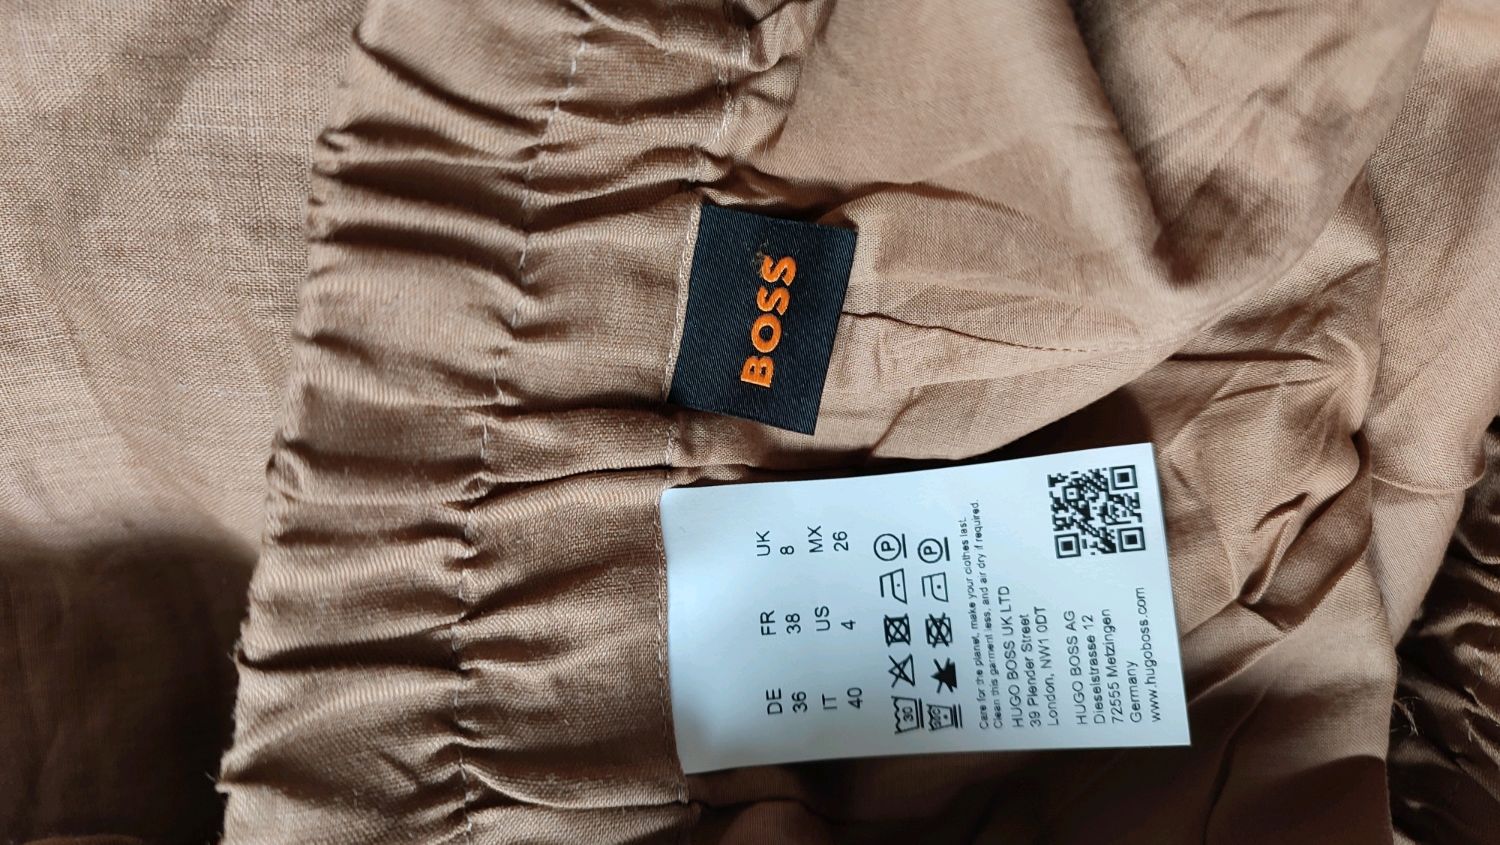 BOSS
DE FR UK
36 38 8
IT US MX
40 4 26
30
P
P
Care for the planet, make your clothes last.
Clean this garment less, and air dry if required.
HUGO BOSS UK LTD
39 Plender Street
London, NW1 0DT
HUGO BOSS AG
Dieselstrasse 12
72555 Metzingen
Germany
www.hugoboss.com